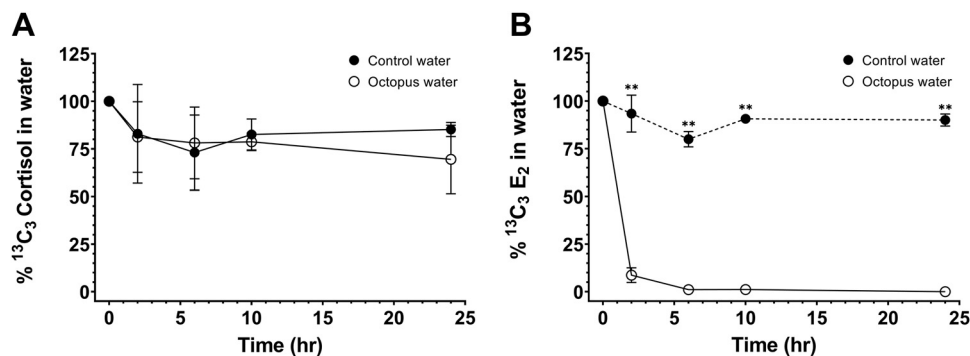 A
% ¹³C₃ Cortisol in water
125
100
75
50
25
0
0 5 10 15 20 25
Time (hr)
Control water
Octopus water
B
% ¹³C₃ E₂ in water
125
100
75
50
25
0
0 5 10 15 20 25
Time (hr)
Control water
Octopus water
** ** ** **